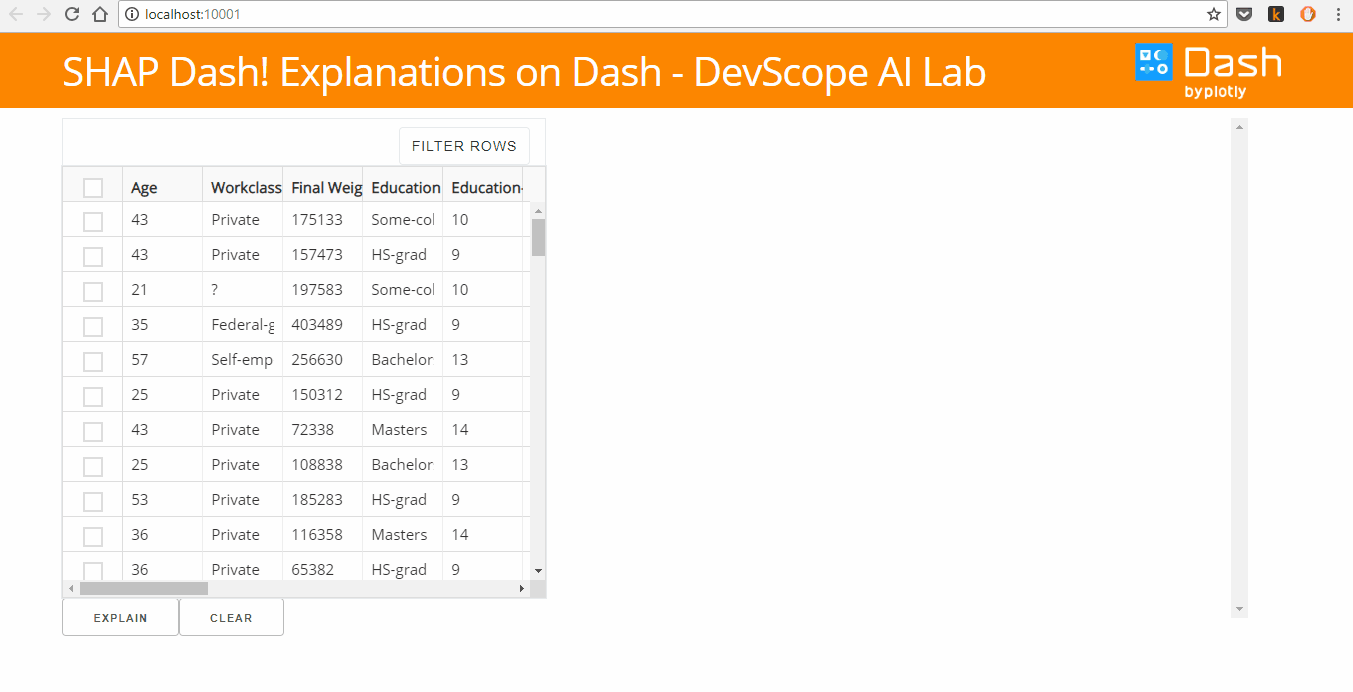 localhost:10001
SHAP Dash! Explanations on Dash - DevScope AI Lab
Dash
by plotly
FILTER ROWS
Age Workclass Final Weig Education Education-
43 Private 175133 Some-col 10
43 Private 157473 HS-grad 9
21 ? 197583 Some-col 10
35 Federal-g 403489 HS-grad 9
57 Self-emp 256630 Bachelor 13
25 Private 150312 HS-grad 9
43 Private 72338 Masters 14
25 Private 108838 Bachelor 13
53 Private 185283 HS-grad 9
36 Private 116358 Masters 14
36 Private 65382 HS-grad 9
EXPLAIN CLEAR